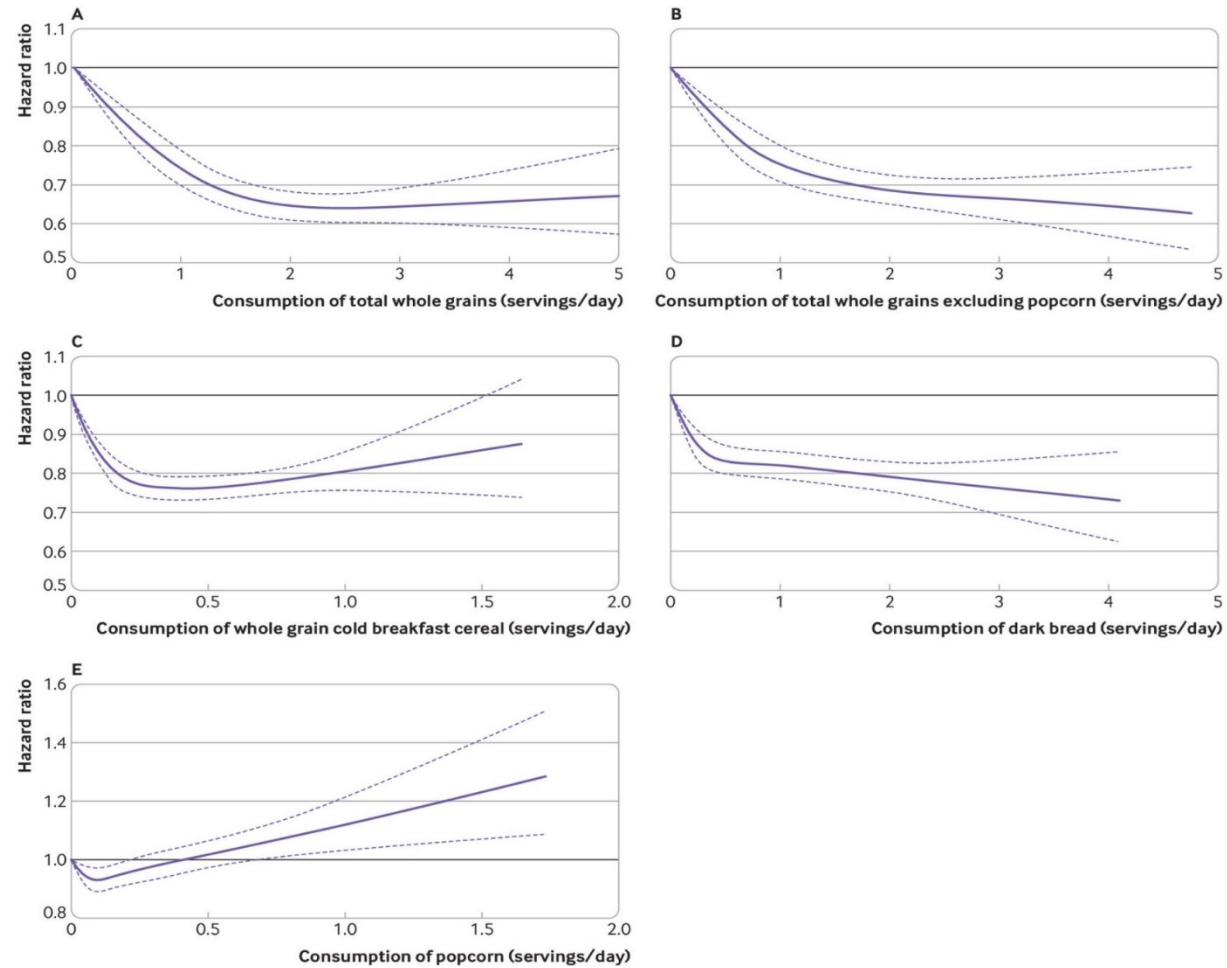 A
B
Hazard ratio
1.1
1.0
0.9
0.8
0.7
0.6
0.5
0 1 2 3 4 5
0 1 2 3 4 5
Consumption of total whole grains (servings/day)
Consumption of total whole grains excluding popcorn (servings/day)
C
D
Hazard ratio
1.1
1.0
0.9
0.8
0.7
0.6
0.5
0 0.5 1.0 1.5 2.0
0 1 2 3 4 5
Consumption of whole grain cold breakfast cereal (servings/day)
Consumption of dark bread (servings/day)
E
Hazard ratio
1.6
1.4
1.2
1.0
0.8
0 0.5 1.0 1.5 2.0
Consumption of popcorn (servings/day)